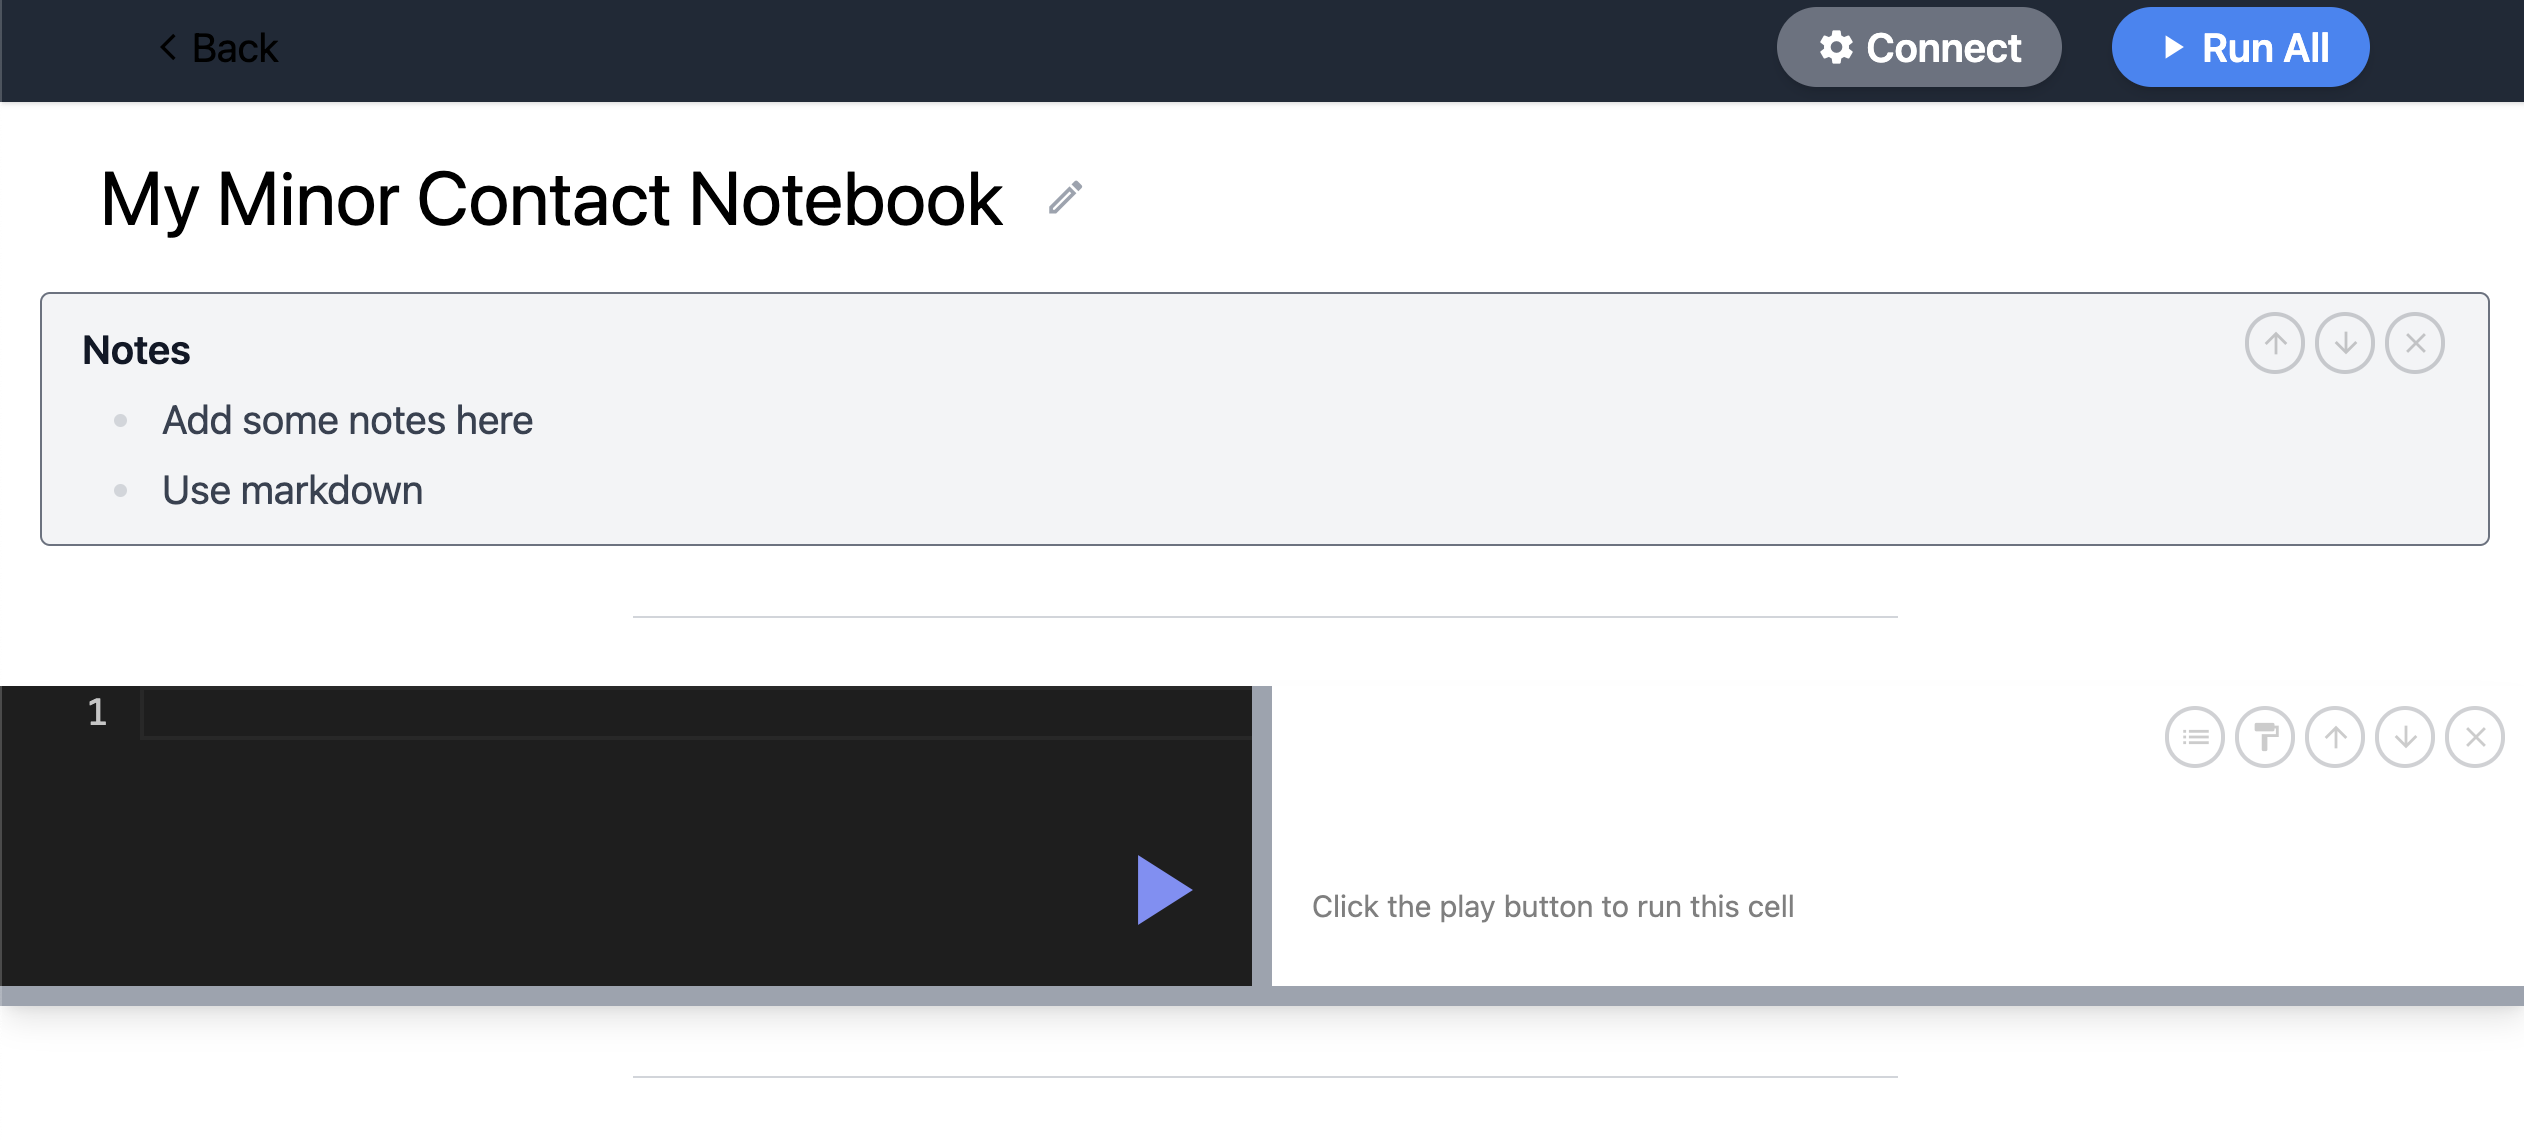 Back
Connect
Run All
My Minor Contact Notebook
Notes
Add some notes here
Use markdown
1
Click the play button to run this cell